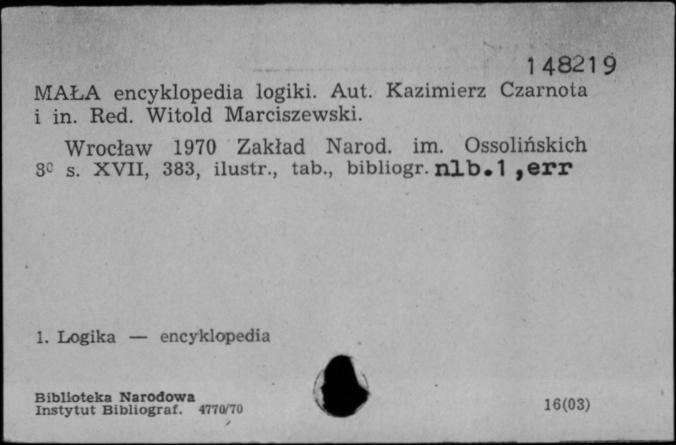 148219
MAŁA encyklopedia logiki. Aut. Kazimierz Czarnota
i in. Red. Witold Marciszewski.
Wrocław 1970 Zakład Narod. im. Ossolińskich
8° s. XVII, 383, ilustr., tab., bibliogr. nlb.1 ,err
1. Logika — encyklopedia
Biblioteka Narodowa
Instytut Bibliograf. 4770/70
16(03)